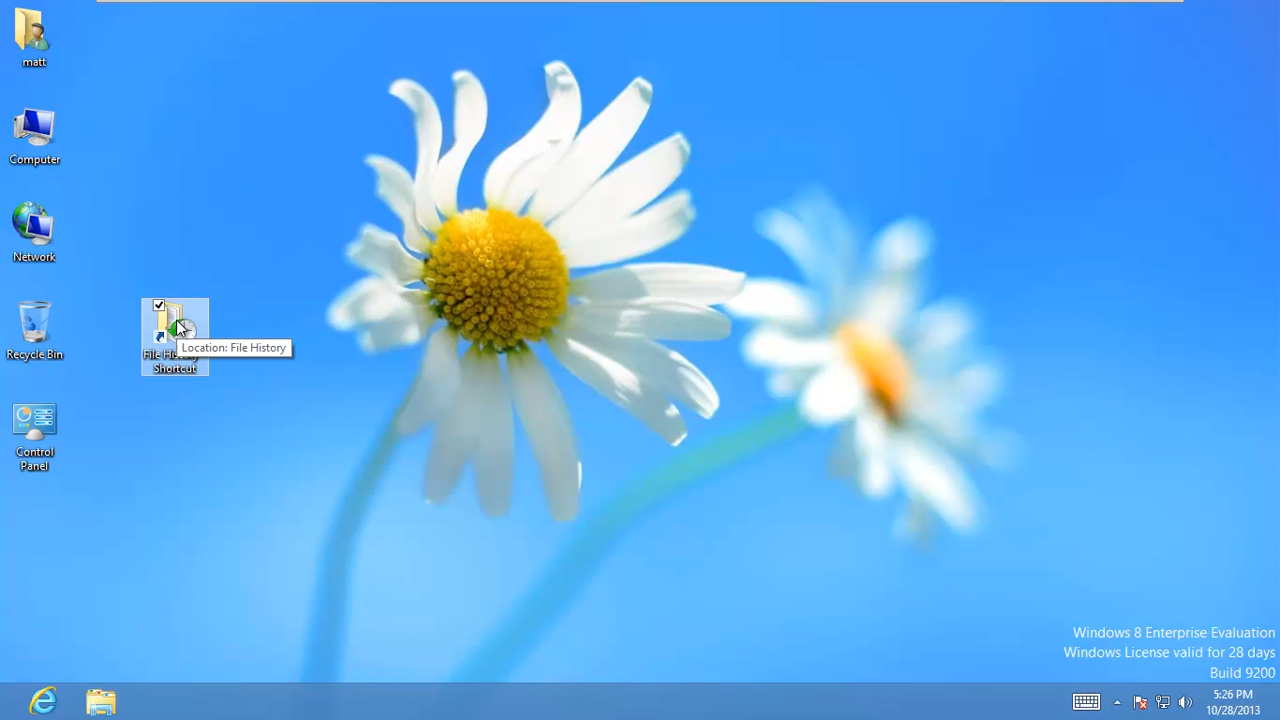 matt
Computer
Network
Recycle Bin
Control
Panel
File
Shortcut
Location: File History
Windows 8 Enterprise Evaluation
Windows License valid for 28 days
Build 9200
5:26 PM
10/28/2013